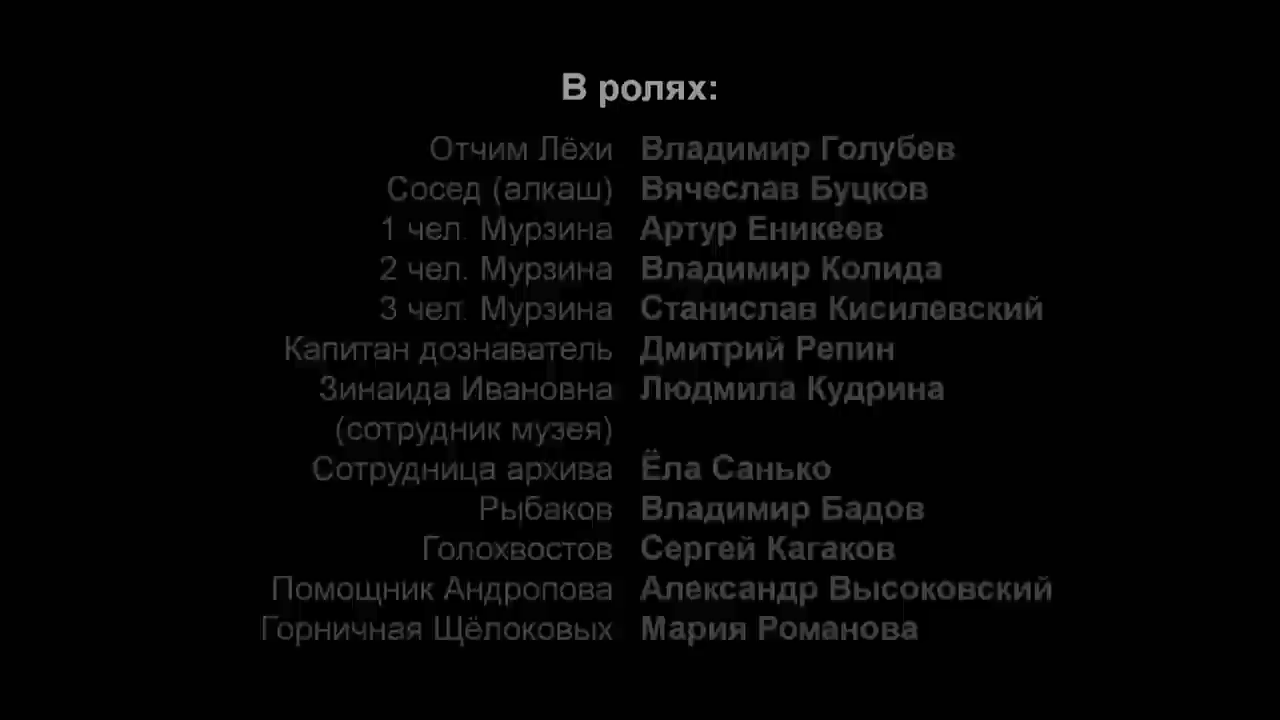 В ролях:
Отчим Лёхи Владимир Голубев
Сосед (алкаш) Вячеслав Буцков
1 чел. Мурзина Артур Еникеев
2 чел. Мурзина Владимир Колида
3 чел. Мурзина Станислав Кисилевский
Капитан дознаватель Дмитрий Репин
Зинаида Ивановна Людмила Кудрина
(сотрудник музея)
Сотрудница архива Ёла Санько
Рыбаков Владимир Бадов
Голохвостов Сергей Кагаков
Помощник Андропова Александр Высоковский
Горничная Щёлоковых Мария Романова